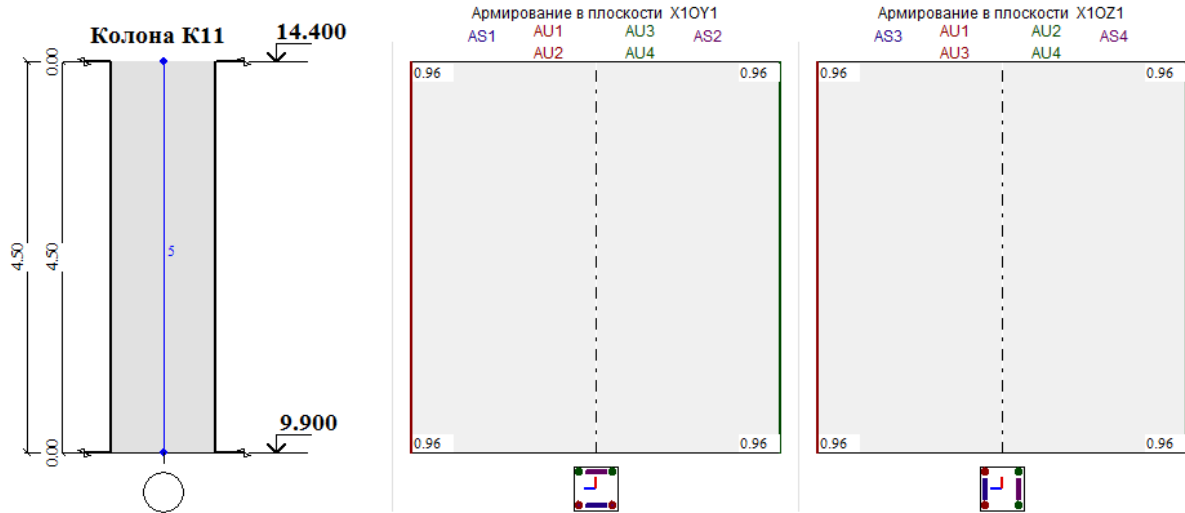 Колона К11
14.400
0.00
4.50
4.50
5
9.900
0.00
Армирование в плоскости X1OY1
AS1 AU1 AU3 AS2
AU2 AU4
0.96 0.96
0.96 0.96
Армирование в плоскости X1OZ1
AS3 AU1 AU2 AS4
AU3 AU4
0.96 0.96
0.96 0.96